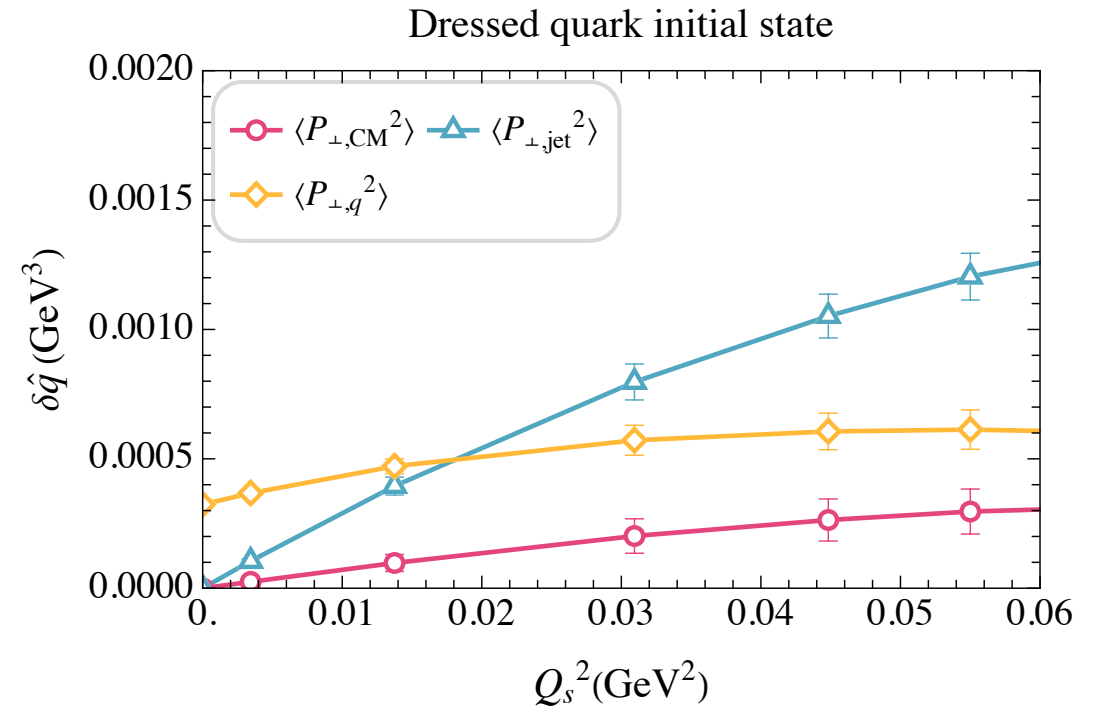 Dressed quark initial state
0.0020
0.0015
0.0010
0.0005
0.0000
δq̂ (GeV³)
⟨P⊥,CM²⟩ ⟨P⊥,jet²⟩
⟨P⊥,q²⟩
0. 0.01 0.02 0.03 0.04 0.05 0.06
Qₛ²(GeV²)